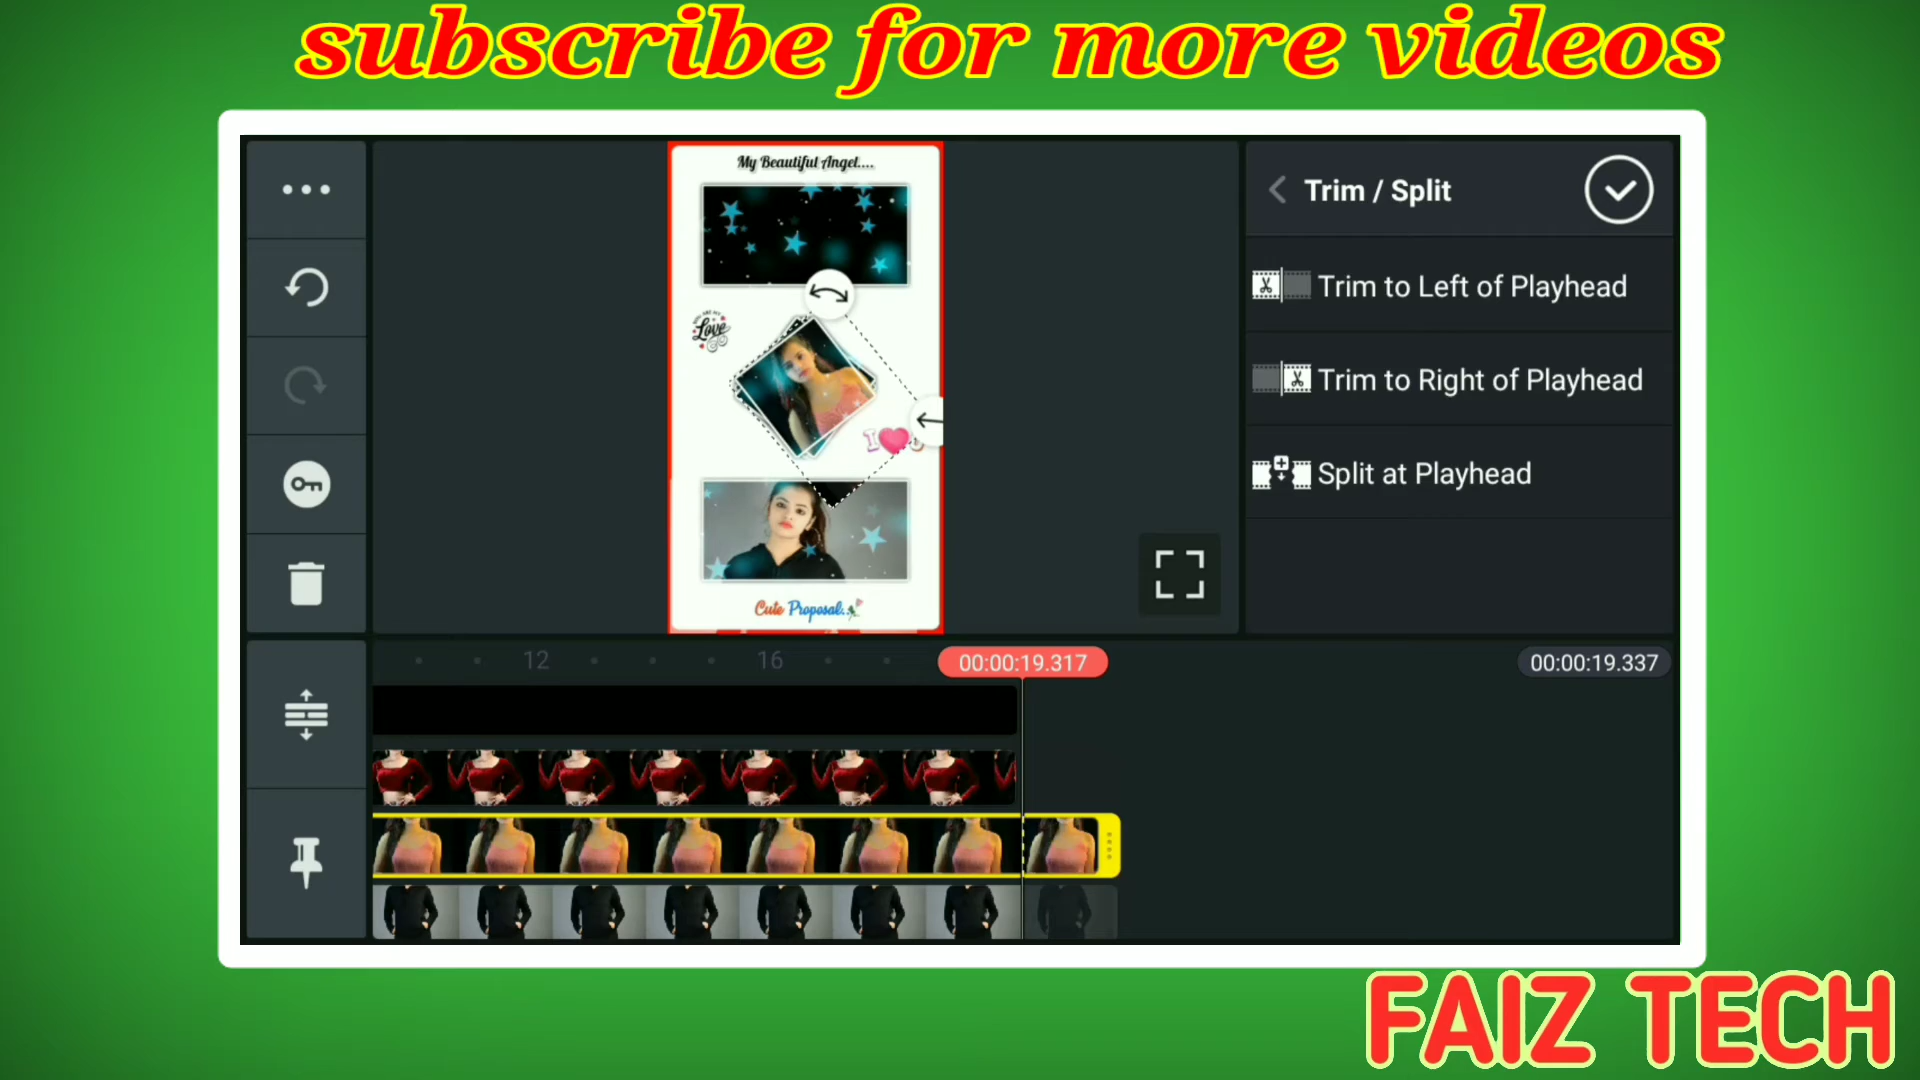 subscribe for more videos
My Beautiful Angel....
Love
I
Cute Proposal..
Trim / Split
Trim to Left of Playhead
Trim to Right of Playhead
Split at Playhead
12
16
00:00:19.317
00:00:19.337
FAIZ TECH